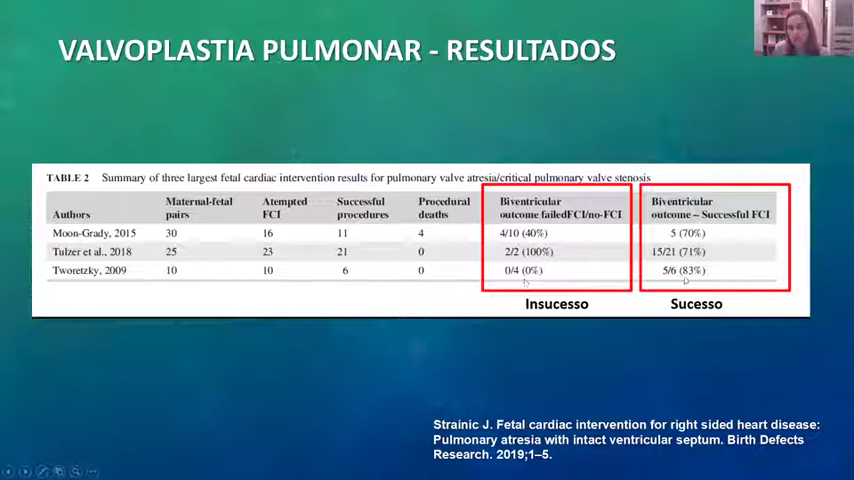 VALVOPLASTIA PULMONAR - RESULTADOS
TABLE 2 Summary of three largest fetal cardiac intervention results for pulmonary valve atresia/critical pulmonary valve stenosis
Authors Maternal-fetal pairs Atempted FCI Successful procedures Procedural deaths Biventricular outcome failedFCI/no-FCI Biventricular outcome – Successful FCI
Moon-Grady, 2015 30 16 11 4 4/10 (40%) 5 (70%)
Tulzer et al., 2018 25 23 21 0 2/2 (100%) 15/21 (71%)
Tworetzky, 2009 10 10 6 0 0/4 (0%) 5/6 (83%)
Insucesso Sucesso
Strainic J. Fetal cardiac intervention for right sided heart disease:
Pulmonary atresia with intact ventricular septum. Birth Defects
Research. 2019;1–5.